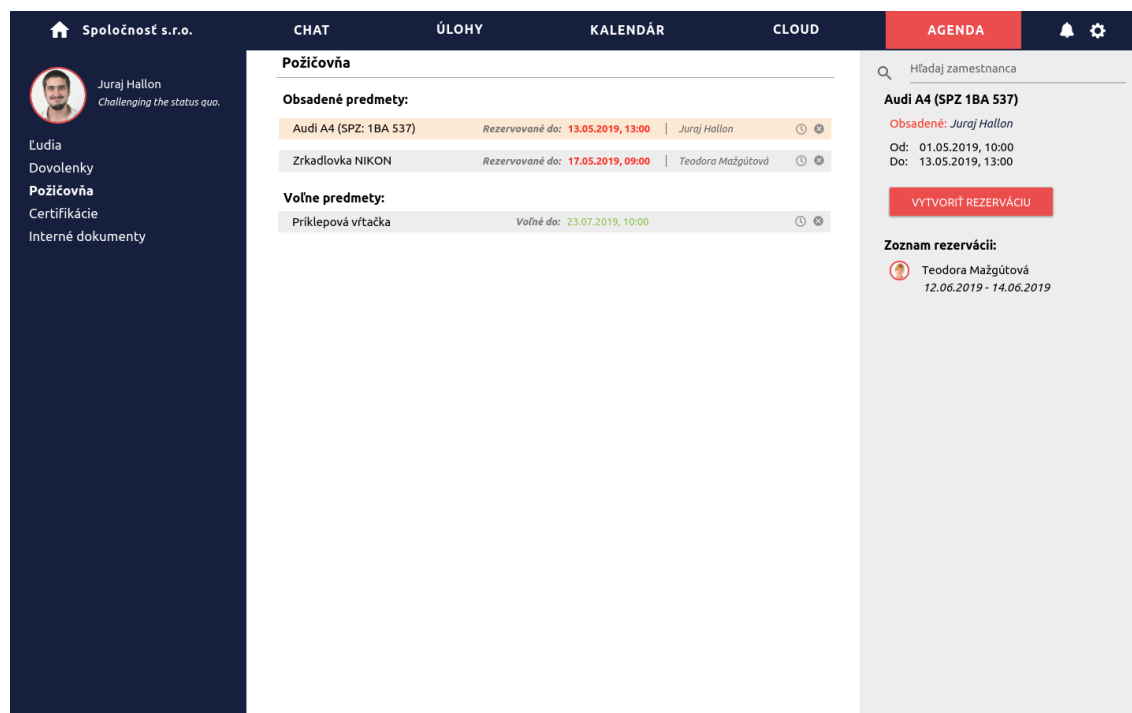 Spoločnosť s.r.o.
CHAT
ÚLOHY
KALENDÁR
CLOUD
AGENDA
Juraj Hallon
Challenging the status quo.
Ľudia
Dovolenky
Požičovňa
Certifikácie
Interné dokumenty
Požičovňa
Obsadené predmety:
Audi A4 (SPZ: 1BA 537) Rezervované do: 13.05.2019, 13:00 | Juraj Hallon
Zrkadlovka NIKON Rezervované do: 17.05.2019, 09:00 | Teodora Mažgútová
Voľne predmety:
Príklepová vŕtačka Voľné do: 23.07.2019, 10:00
Hľadaj zamestnanca
Audi A4 (SPZ 1BA 537)
Obsadené: Juraj Hallon
Od: 01.05.2019, 10:00
Do: 13.05.2019, 13:00
VYTVORIŤ REZERVÁCIU
Zoznam rezervácii:
Teodora Mažgútová
12.06.2019 - 14.06.2019